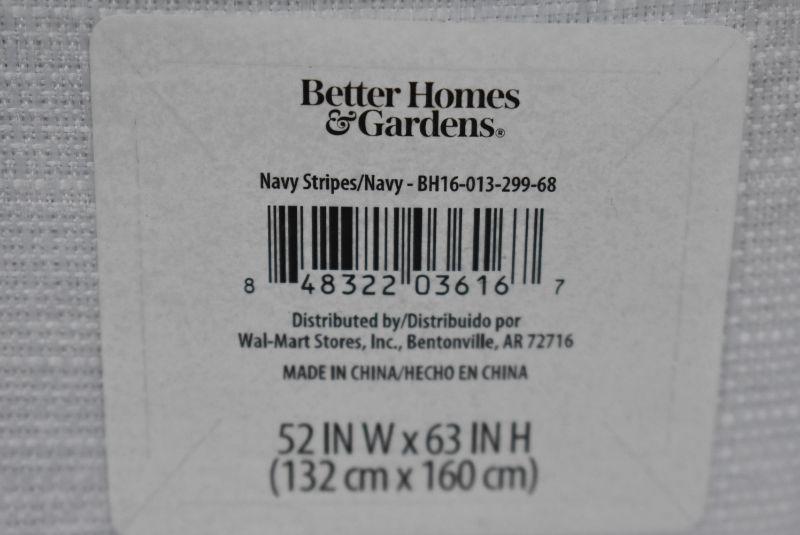 Better Homes
&Gardens®
Navy Stripes/Navy - BH16-013-299-68
8 48322 03616 7
Distributed by/Distribuido por
Wal-Mart Stores, Inc., Bentonville, AR 72716
MADE IN CHINA/HECHO EN CHINA
52 IN W x 63 IN H
(132 cm x 160 cm)